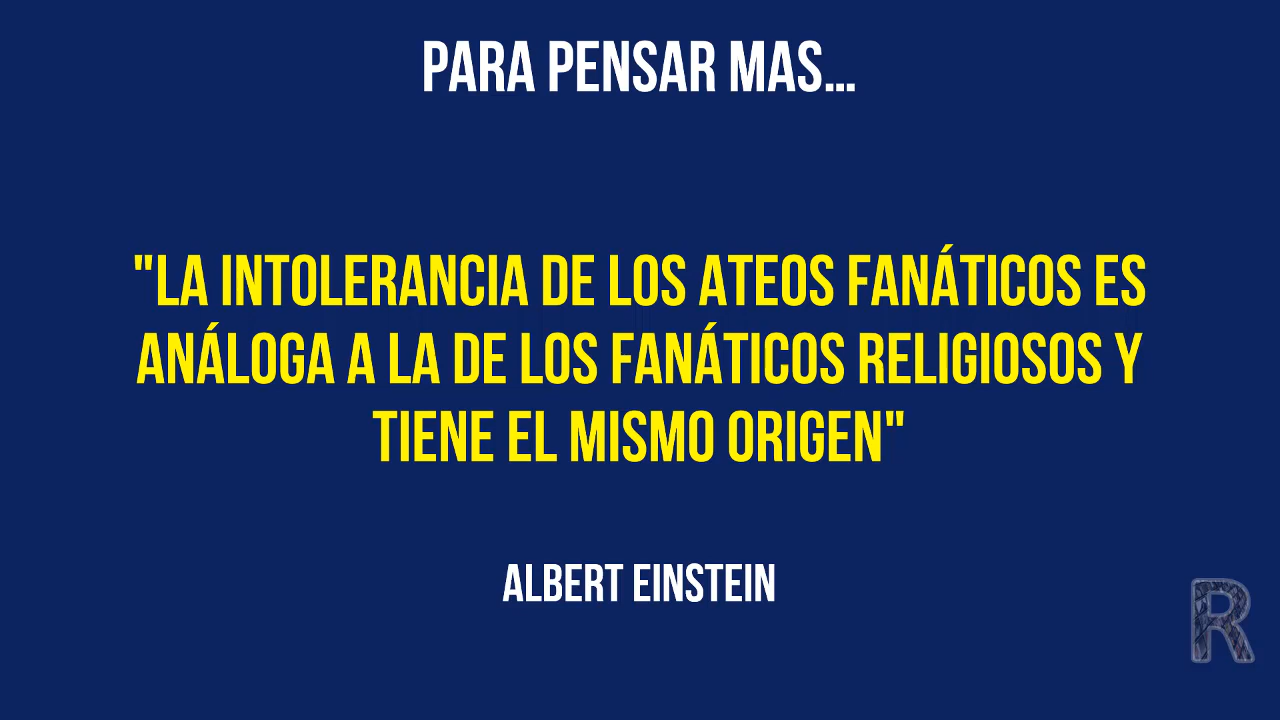 PARA PENSAR MAS...
"LA INTOLERANCIA DE LOS ATEOS FANÁTICOS ES
ANÁLOGA A LA DE LOS FANÁTICOS RELIGIOSOS Y
TIENE EL MISMO ORIGEN"
ALBERT EINSTEIN
R